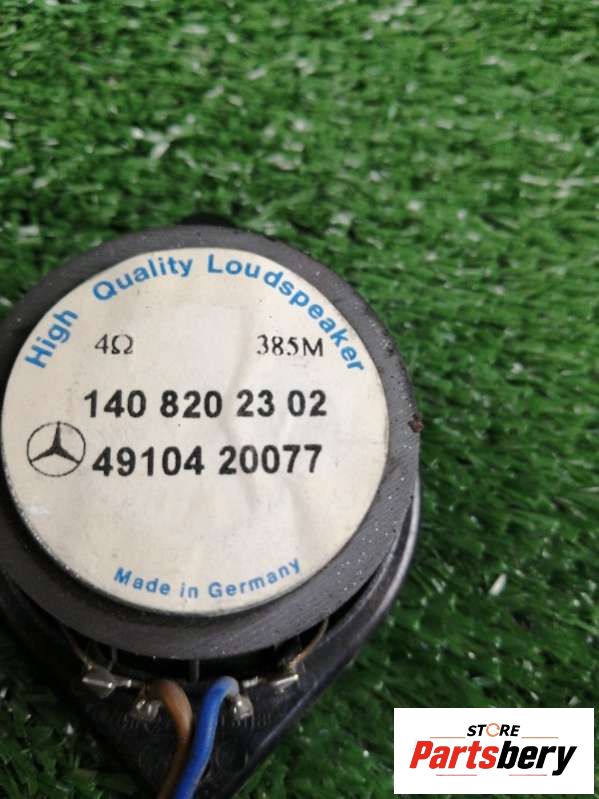 High Quality Loudspeaker
4Ω 385M
140 820 23 02
49104 20077
Made in Germany
STORE
Partsbery